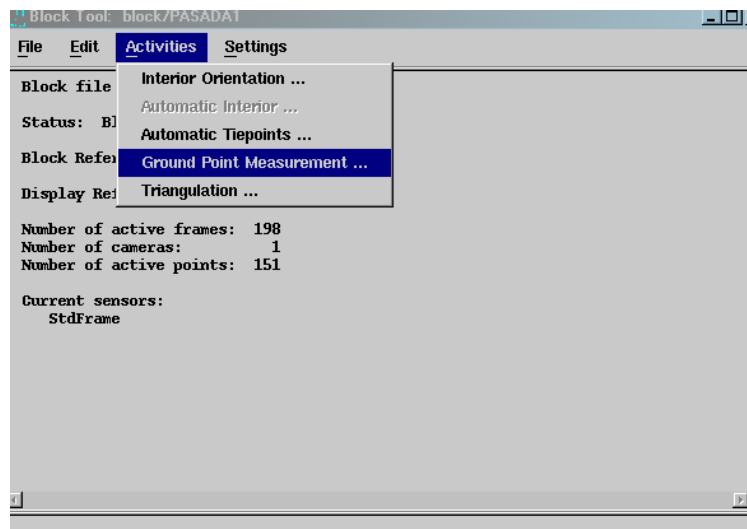 Block Tool: block/PASADA1
File Edit Activities Settings
Interior Orientation ...
Automatic Interior ...
Automatic Tiepoints ...
Ground Point Measurement ...
Triangulation ...
Block file
Status: Bl
Block Refer
Display Ref
Number of active frames: 198
Number of cameras: 1
Number of active points: 151
Current sensors:
StdFrame